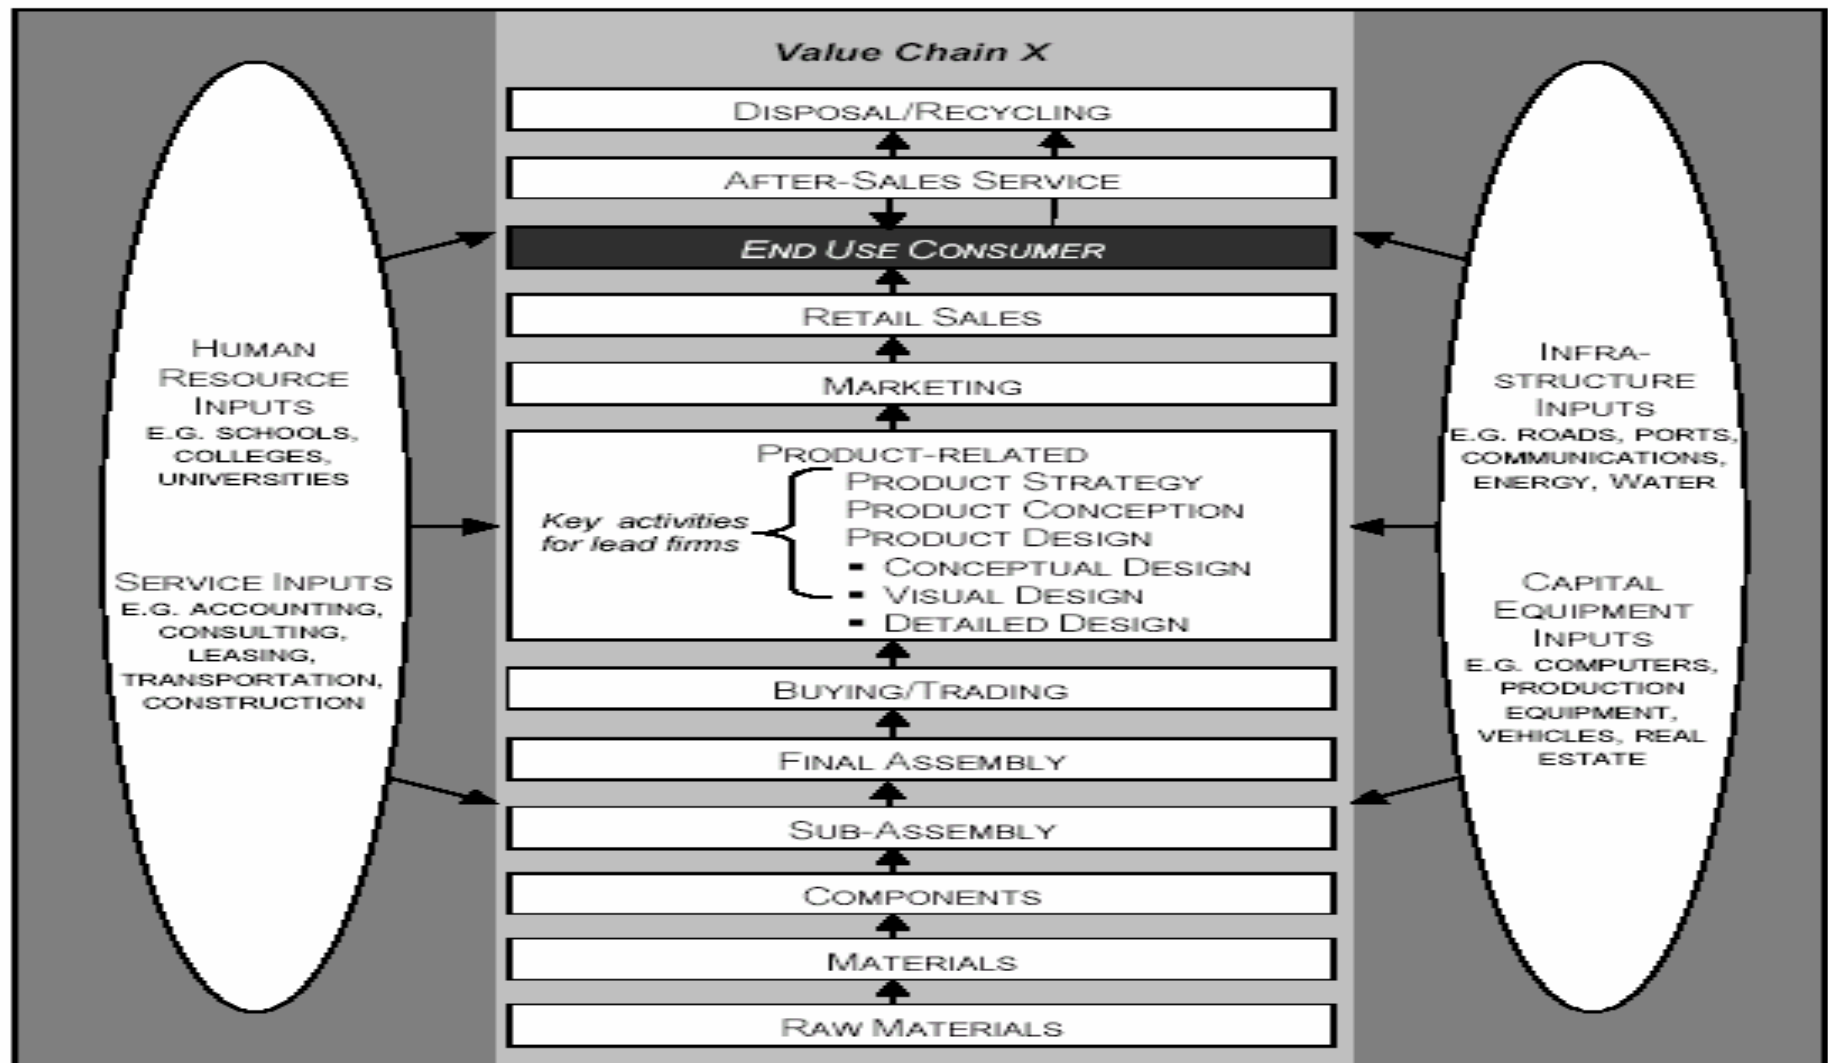 Value Chain X
DISPOSAL/RECYCLING
AFTER-SALES SERVICE
END USE CONSUMER
RETAIL SALES
MARKETING
PRODUCT-RELATED
PRODUCT STRATEGY
PRODUCT CONCEPTION
PRODUCT DESIGN
▪ CONCEPTUAL DESIGN
▪ VISUAL DESIGN
▪ DETAILED DESIGN
Key activities
for lead firms
BUYING/TRADING
FINAL ASSEMBLY
SUB-ASSEMBLY
COMPONENTS
MATERIALS
RAW MATERIALS
HUMAN
RESOURCE
INPUTS
E.G. SCHOOLS,
COLLEGES,
UNIVERSITIES
SERVICE INPUTS
E.G. ACCOUNTING,
CONSULTING,
LEASING,
TRANSPORTATION,
CONSTRUCTION
INFRA-
STRUCTURE
INPUTS
E.G. ROADS, PORTS,
COMMUNICATIONS,
ENERGY, WATER
CAPITAL
EQUIPMENT
INPUTS
E.G. COMPUTERS,
PRODUCTION
EQUIPMENT,
VEHICLES, REAL
ESTATE